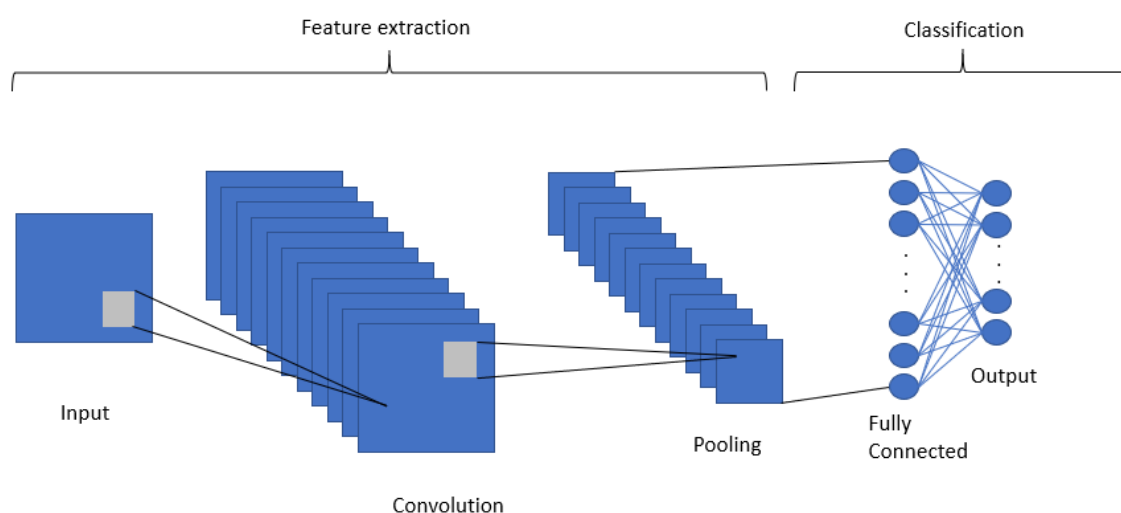 Feature extraction
Classification
Input
Convolution
Pooling
Fully
Connected
Output